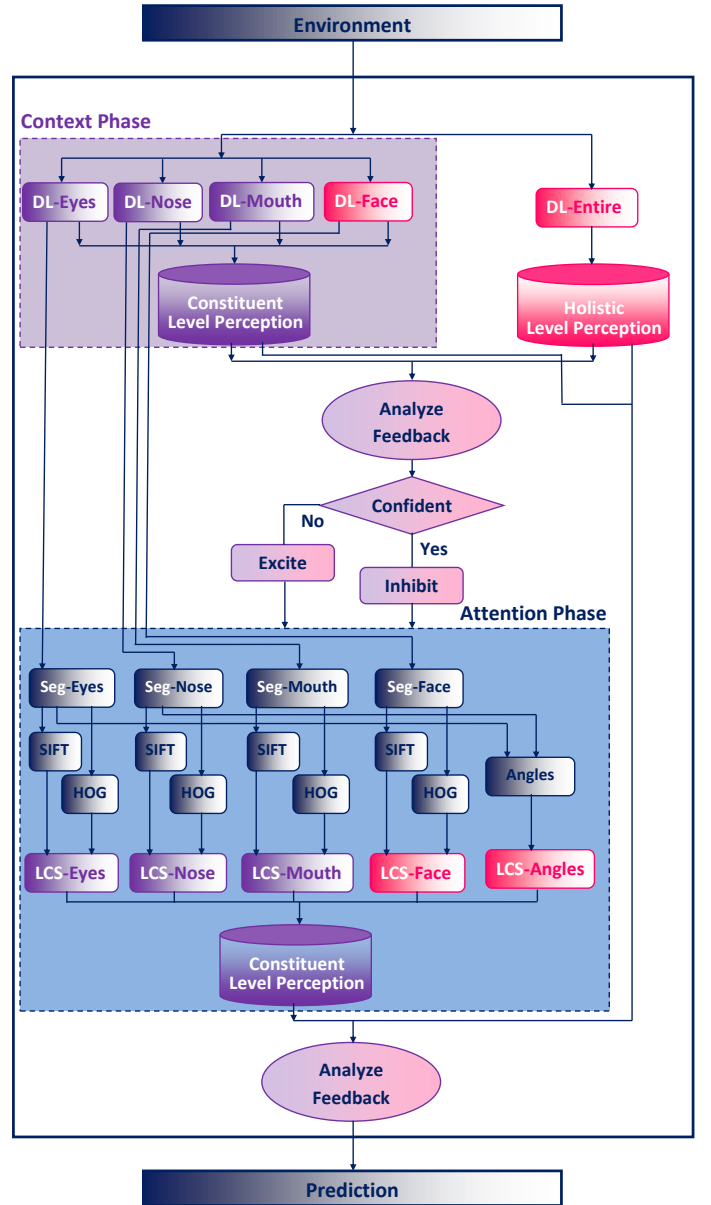 Environment
Context Phase
DL-Eyes
DL-Nose
DL-Mouth
DL-Face
DL-Entire
Constituent
Level Perception
Holistic
Level Perception
Analyze
Feedback
Confident
No
Yes
Excite
Inhibit
Attention Phase
Seg-Eyes
Seg-Nose
Seg-Mouth
Seg-Face
SIFT
SIFT
SIFT
SIFT
Angles
HOG
HOG
HOG
HOG
LCS-Eyes
LCS-Nose
LCS-Mouth
LCS-Face
LCS-Angles
Constituent
Level Perception
Analyze
Feedback
Prediction